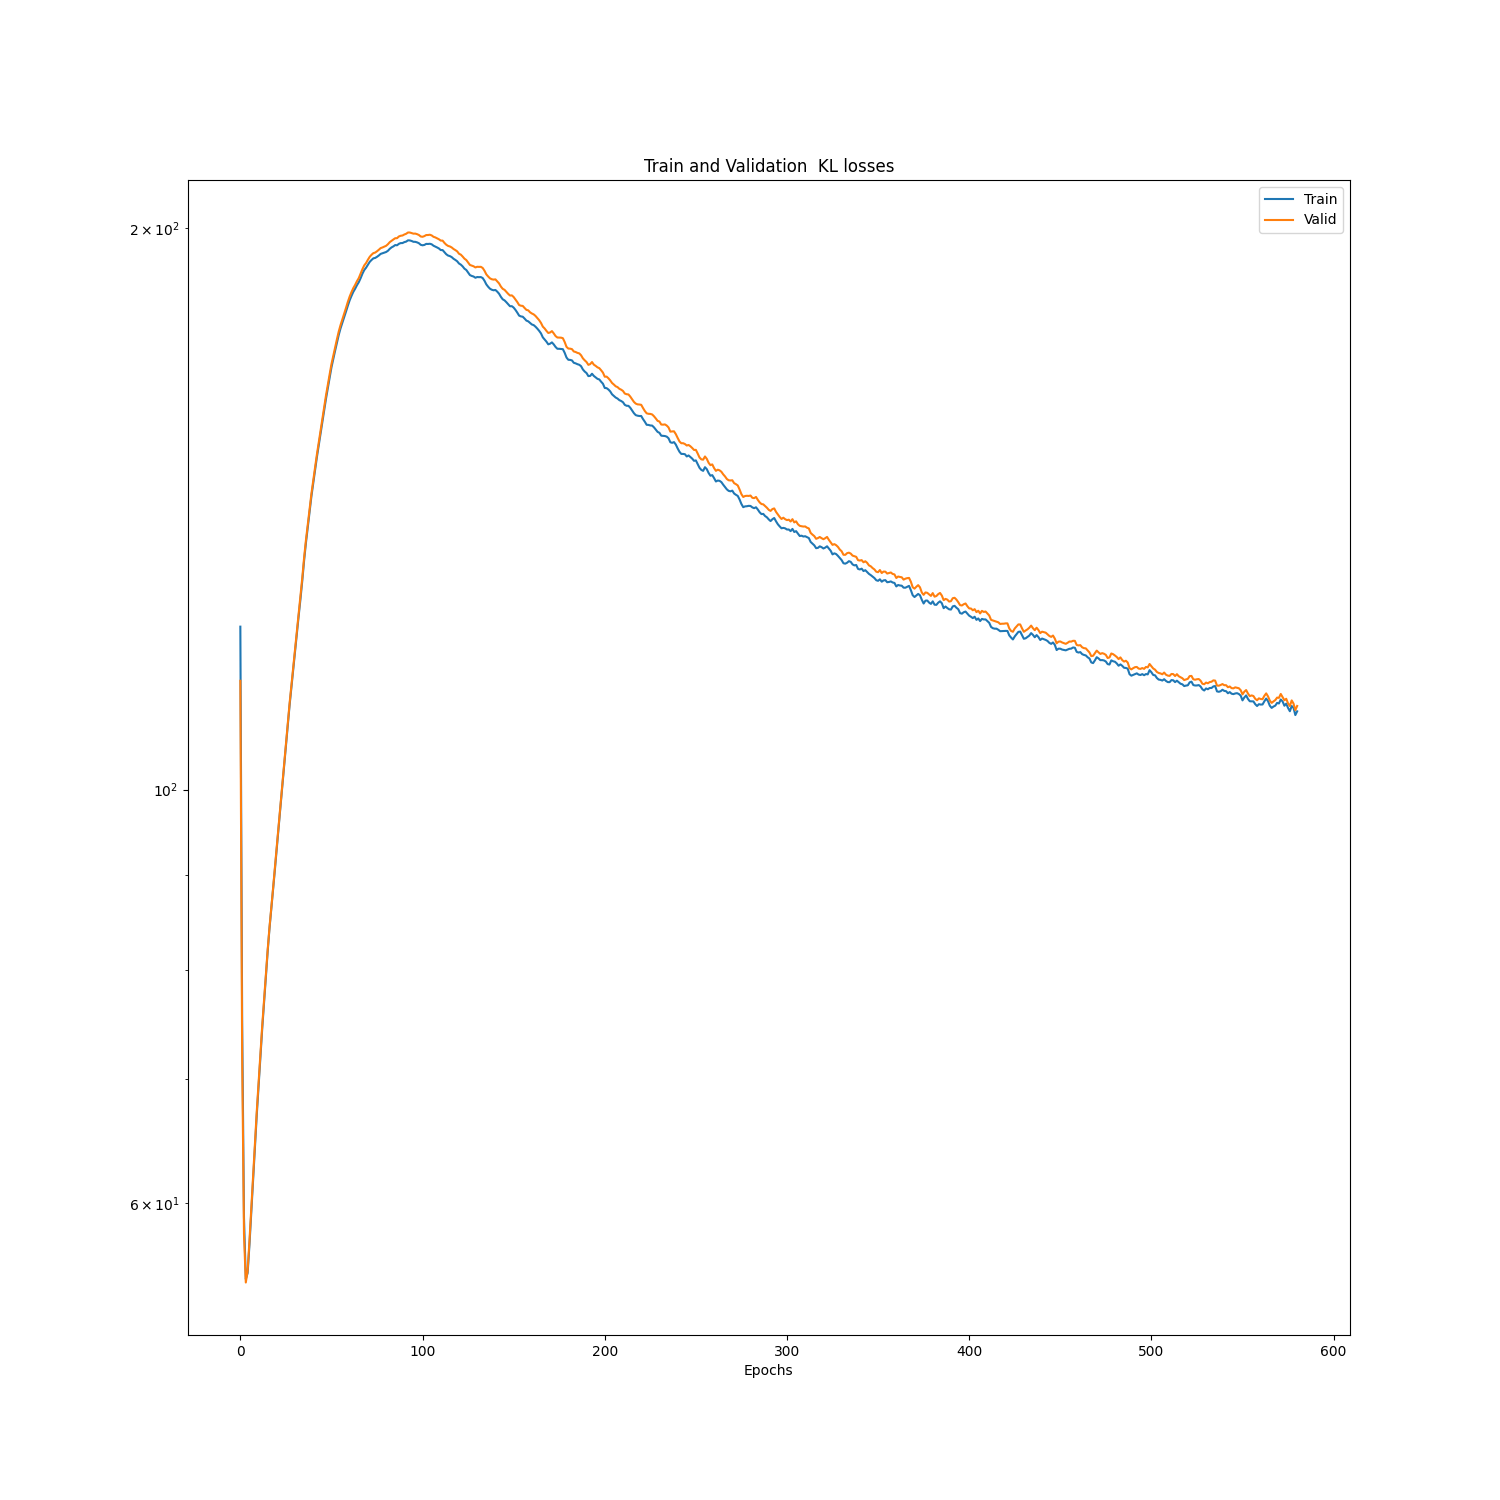 Train and Validation  KL losses
Train
Valid
2 × 10²
10²
6 × 10¹
0 100 200 300 400 500 600
Epochs